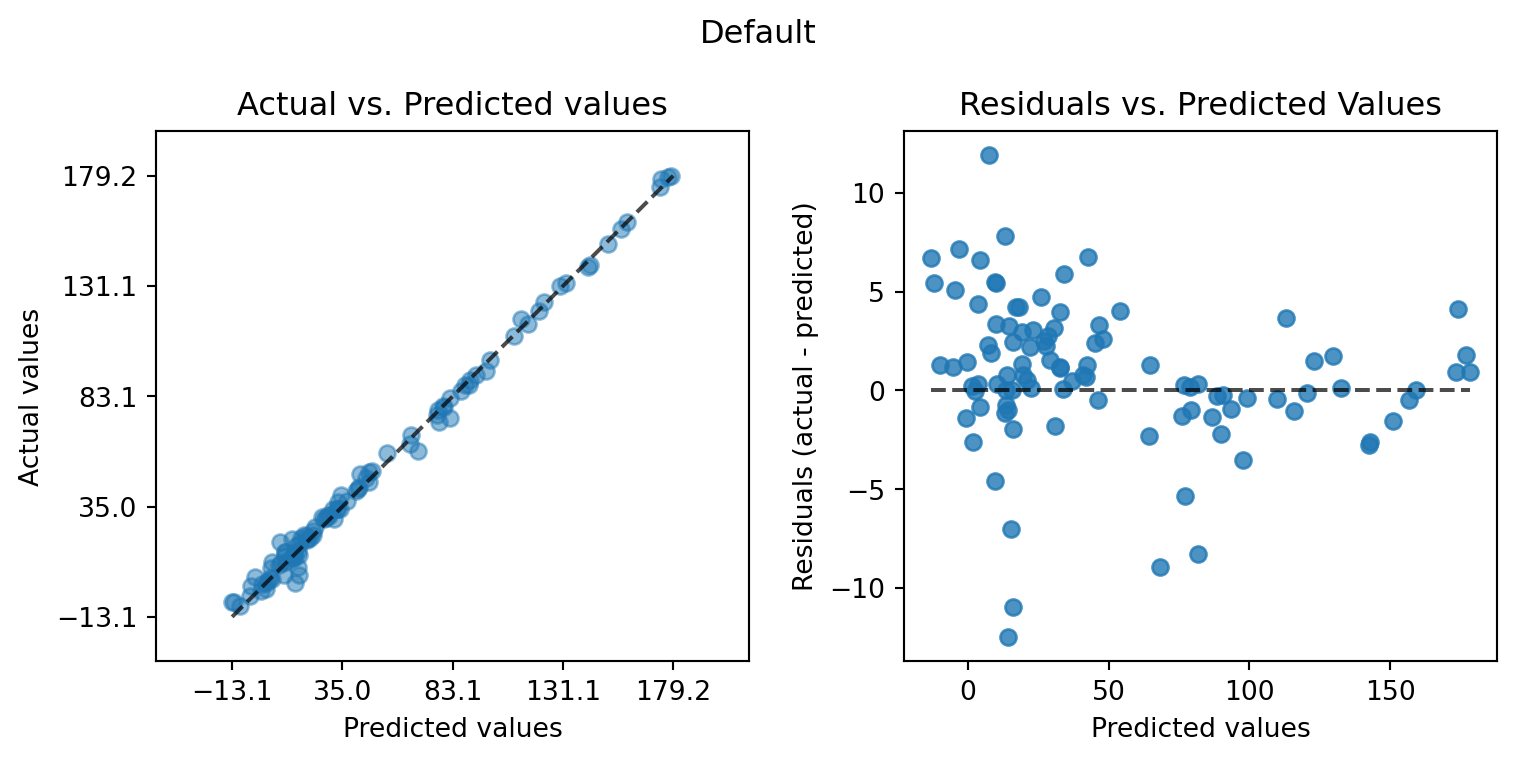 Default
Actual vs. Predicted values
Actual values
179.2
131.1
83.1
35.0
−13.1
−13.1 35.0 83.1 131.1 179.2
Predicted values
Residuals vs. Predicted Values
Residuals (actual - predicted)
10
5
0
−5
−10
0 50 100 150
Predicted values